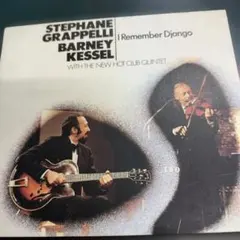 STEPHANE
GRAPPELLI
BARNEY
KESSEL
I Remember Django
WITH THE NEW HOT CLUB QUINTET